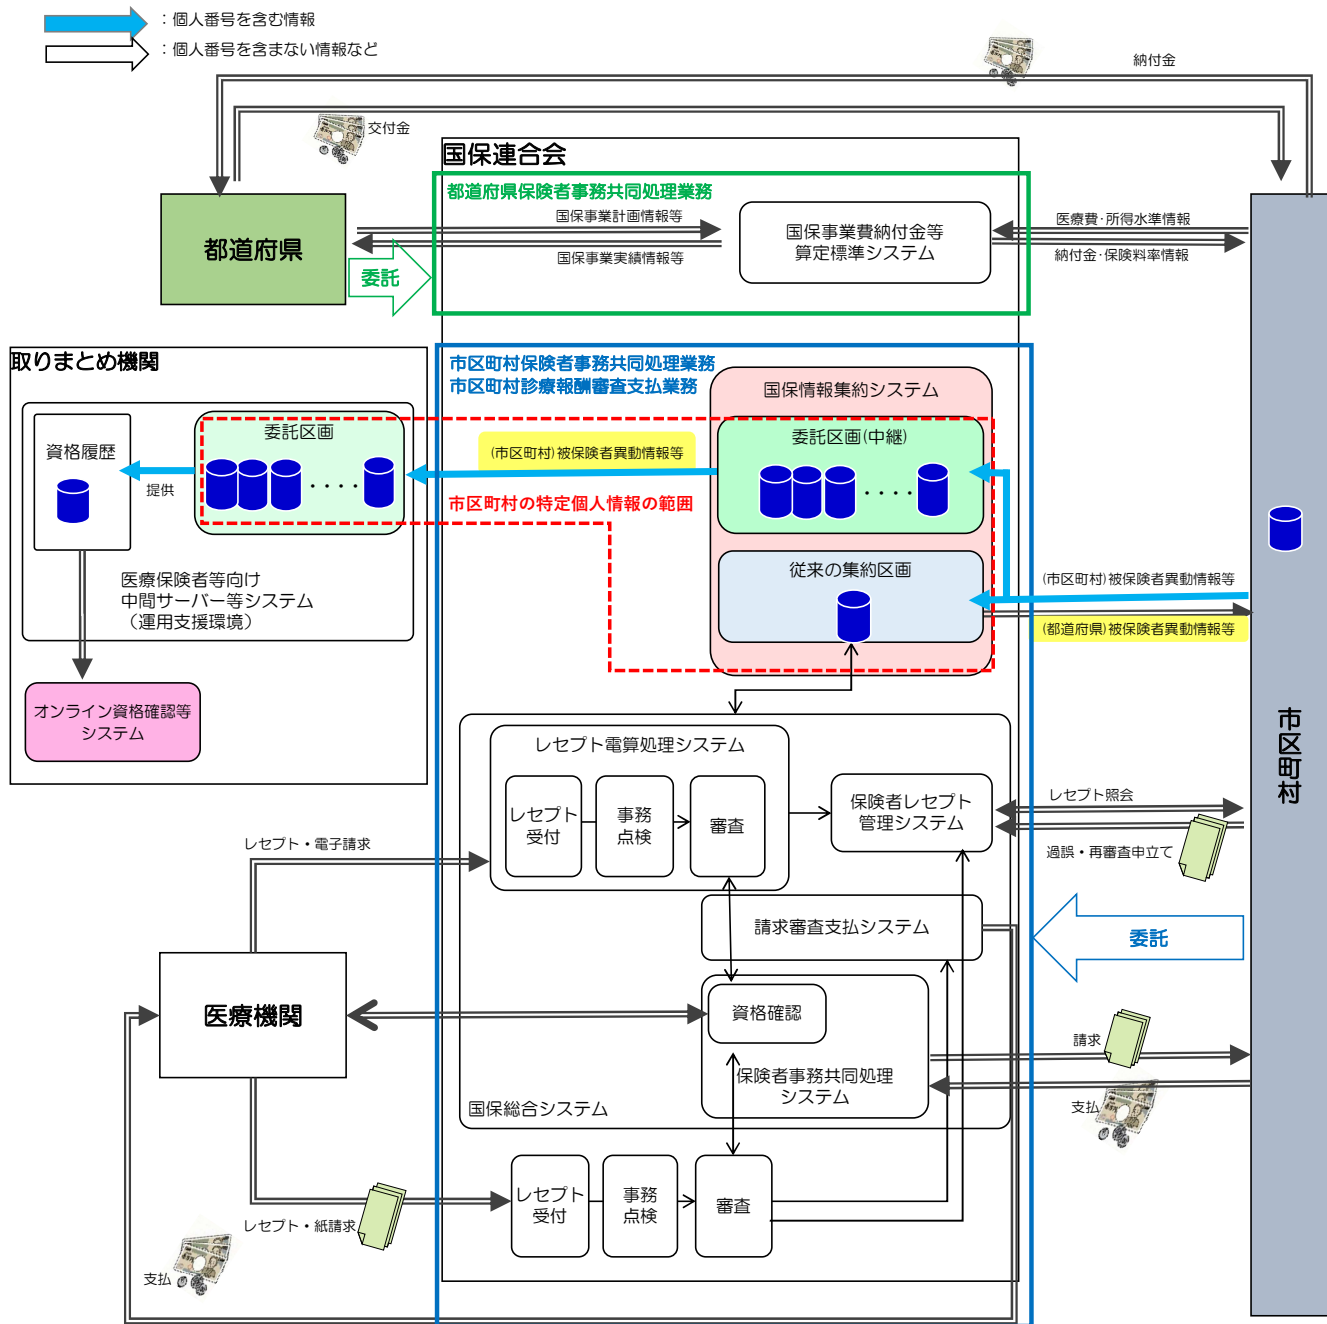 ：個人番号を含む情報
：個人番号を含まない情報など
納付金
交付金
国保連合会
都道府県保険者事務共同処理業務
国保事業計画情報等
国保事業実績情報等
都道府県
委託
国保事業費納付金等
算定標準システム
医療費･所得水準情報
納付金･保険料率情報
取りまとめ機関
市区町村保険者事務共同処理業務
市区町村診療報酬審査支払業務
国保情報集約システム
資格履歴
委託区画
････
提供
(市区町村)被保険者異動情報等
委託区画(中継)
････
市区町村の特定個人情報の範囲
従来の集約区画
医療保険者等向け
中間サーバー等システム
（運用支援環境）
(市区町村)被保険者異動情報等
(都道府県)被保険者異動情報等
オンライン資格確認等
システム
市区町村
レセプト電算処理システム
レセプト
受付
事務
点検
審査
保険者レセプト
管理システム
レセプト照会
過誤・再審査申立て
レセプト・電子請求
請求審査支払システム
委託
医療機関
資格確認
保険者事務共同処理
システム
国保総合システム
請求
支払
レセプト
受付
事務
点検
審査
レセプト・紙請求
支払